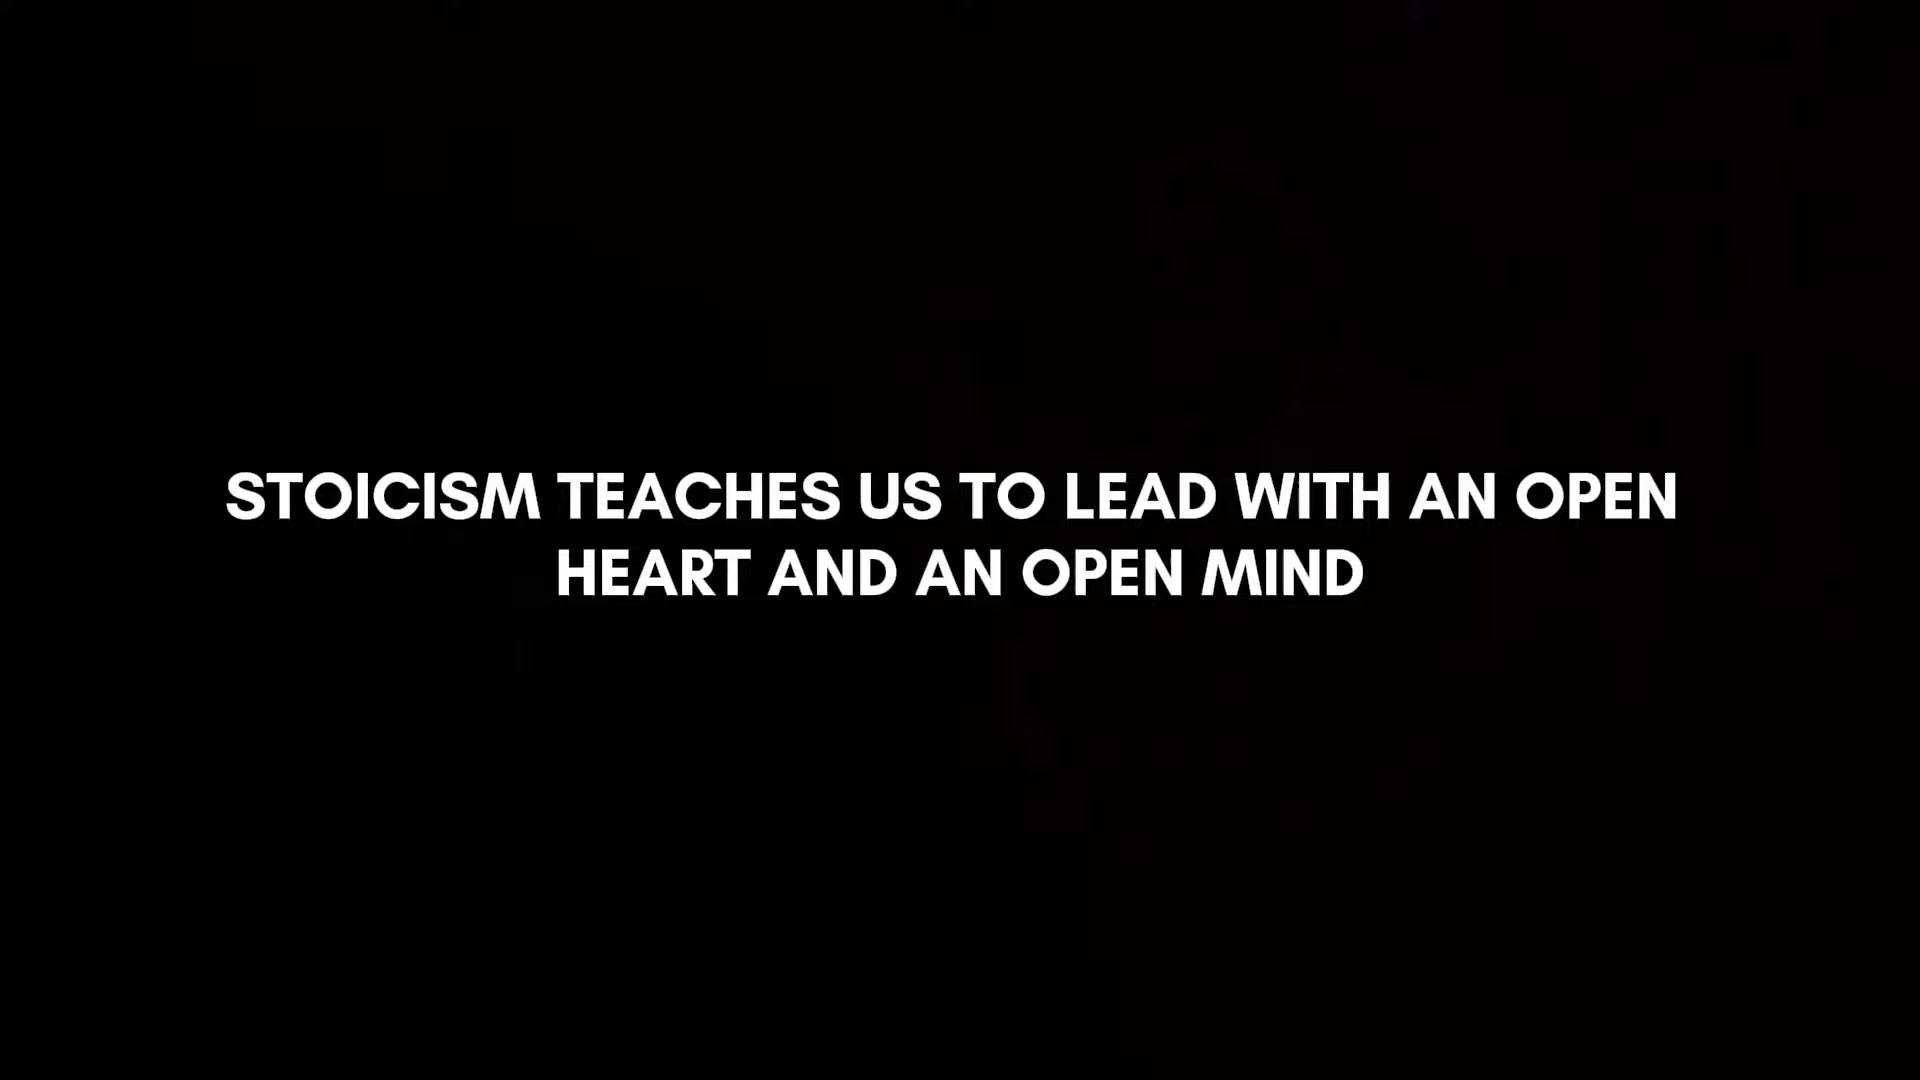 STOICISM TEACHES US TO LEAD WITH AN OPEN
HEART AND AN OPEN MIND